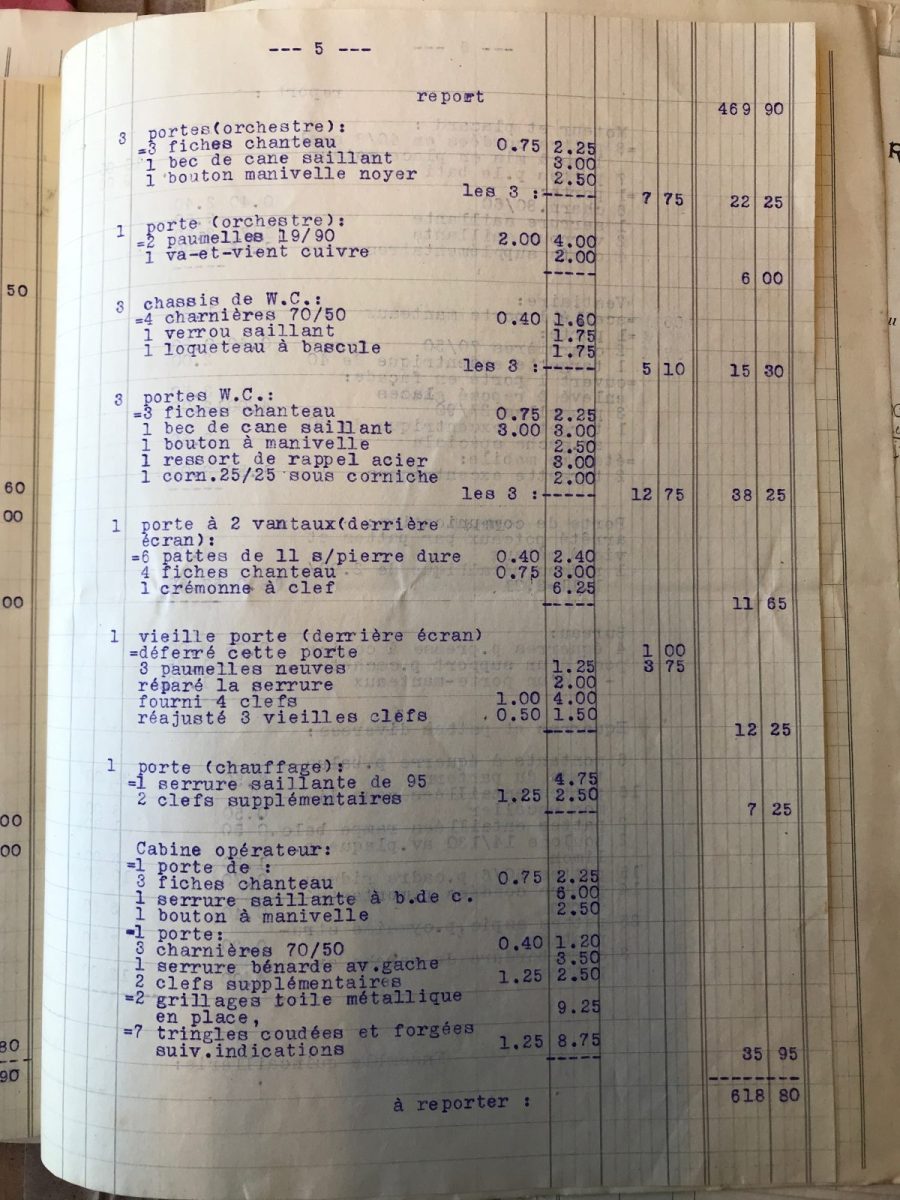 --- 5 ---
report 469 90
3 portes(orchestre):
=3 fiches chanteau 0.75 2.25
1 bec de cane saillant 3.00
1 bouton manivelle noyer 2.50
les 3 :----- 7 75 22 25
1 porte (orchestre):
=2 paumelles 19/90 2.00 4.00
1 va-et-vient cuivre 2.00
----- 6 00
3 chassis de W.C.:
=4 charnières 70/50 0.40 1.60
1 verrou saillant 1.75
1 loqueteau à bascule 1.75
les 3 :----- 5 10 15 30
3 portes W.C.:
=3 fiches chanteau 0.75 2.25
1 bec de cane saillant 3.00 3.00
1 bouton à manivelle 2.50
1 ressort de rappel acier 3.00
1 corn.25/25 sous corniche 2.00
les 3 :----- 12 75 38 25
1 porte à 2 vantaux(derrière
écran):
=6 pattes de 11 s/pierre dure 0.40 2.40
4 fiches chanteau 0.75 3.00
1 crémonne à clef 6.25
----- 11 65
1 vieille porte (derrière écran)
=déferré cette porte 1 00
3 paumelles neuves 1.25 3 75
réparé la serrure 2.00
fourni 4 clefs 1.00 4.00
réajusté 3 vieilles clefs 0.50 1.50
----- 12 25
1 porte (chauffage):
=1 serrure saillante de 95 4.75
2 clefs supplémentaires 1.25 2.50
----- 7 25
Cabine opérateur:
=1 porte de :
3 fiches chanteau 0.75 2.25
1 serrure saillante à b.de c. 6.00
1 bouton à manivelle 2.50
=1 porte:
3 charnières 70/50 0.40 1.20
1 serrure bénarde av.gache 3.50
2 clefs supplémentaires 1.25 2.50
=2 grillages toile métallique
en place, 9.25
=7 tringles coudées et forgées
suiv.indications 1.25 8.75
----- 35 95
--------
à reporter : 618 80
50
60
00
00
00
00
80
90